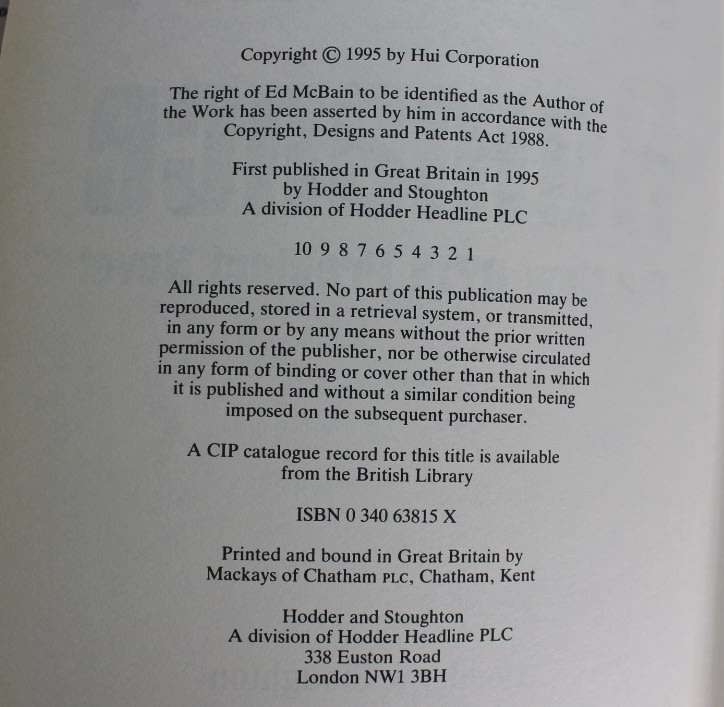 Copyright © 1995 by Hui Corporation
The right of Ed McBain to be identified as the Author of
the Work has been asserted by him in accordance with the
Copyright, Designs and Patents Act 1988.
First published in Great Britain in 1995
by Hodder and Stoughton
A division of Hodder Headline PLC
10 9 8 7 6 5 4 3 2 1
All rights reserved. No part of this publication may be
reproduced, stored in a retrieval system, or transmitted,
in any form or by any means without the prior written
permission of the publisher, nor be otherwise circulated
in any form of binding or cover other than that in which
it is published and without a similar condition being
imposed on the subsequent purchaser.
A CIP catalogue record for this title is available
from the British Library
ISBN 0 340 63815 X
Printed and bound in Great Britain by
Mackays of Chatham PLC, Chatham, Kent
Hodder and Stoughton
A division of Hodder Headline PLC
338 Euston Road
London NW1 3BH